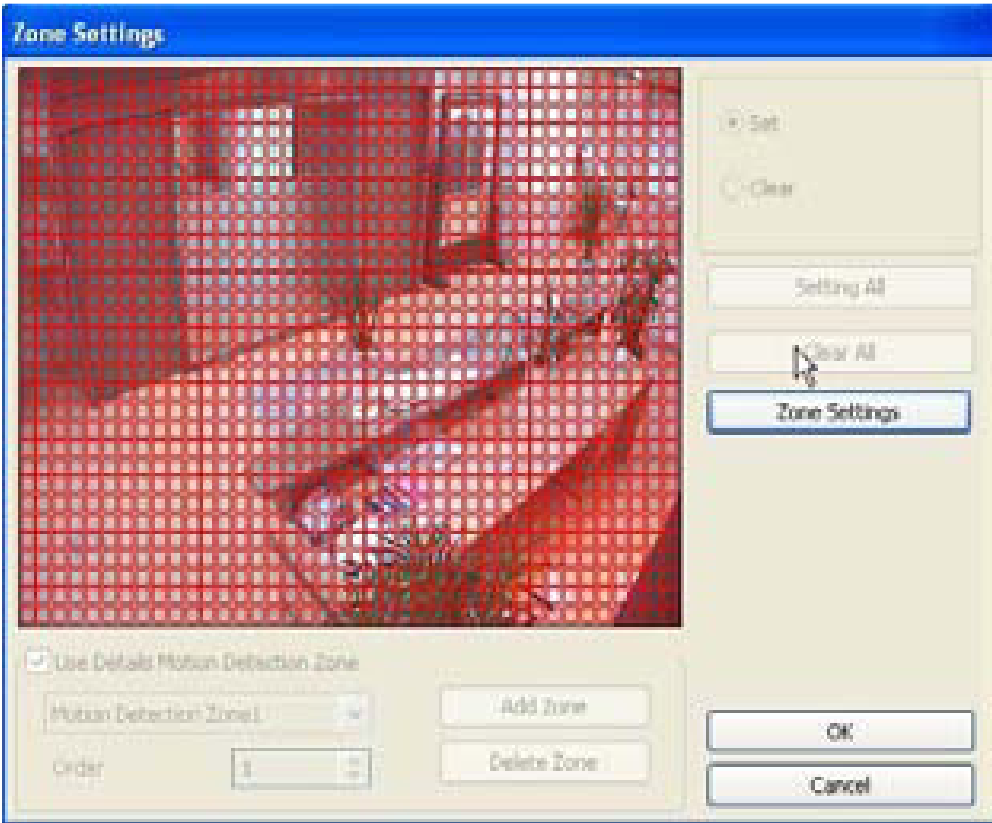 Zone Settings
Set
Clear
Setting All
Clear All
Zone Settings
Use Details Motion Detection Zone
Motion Detection Zone1
Add Zone
Order
Delete Zone
OK
Cancel